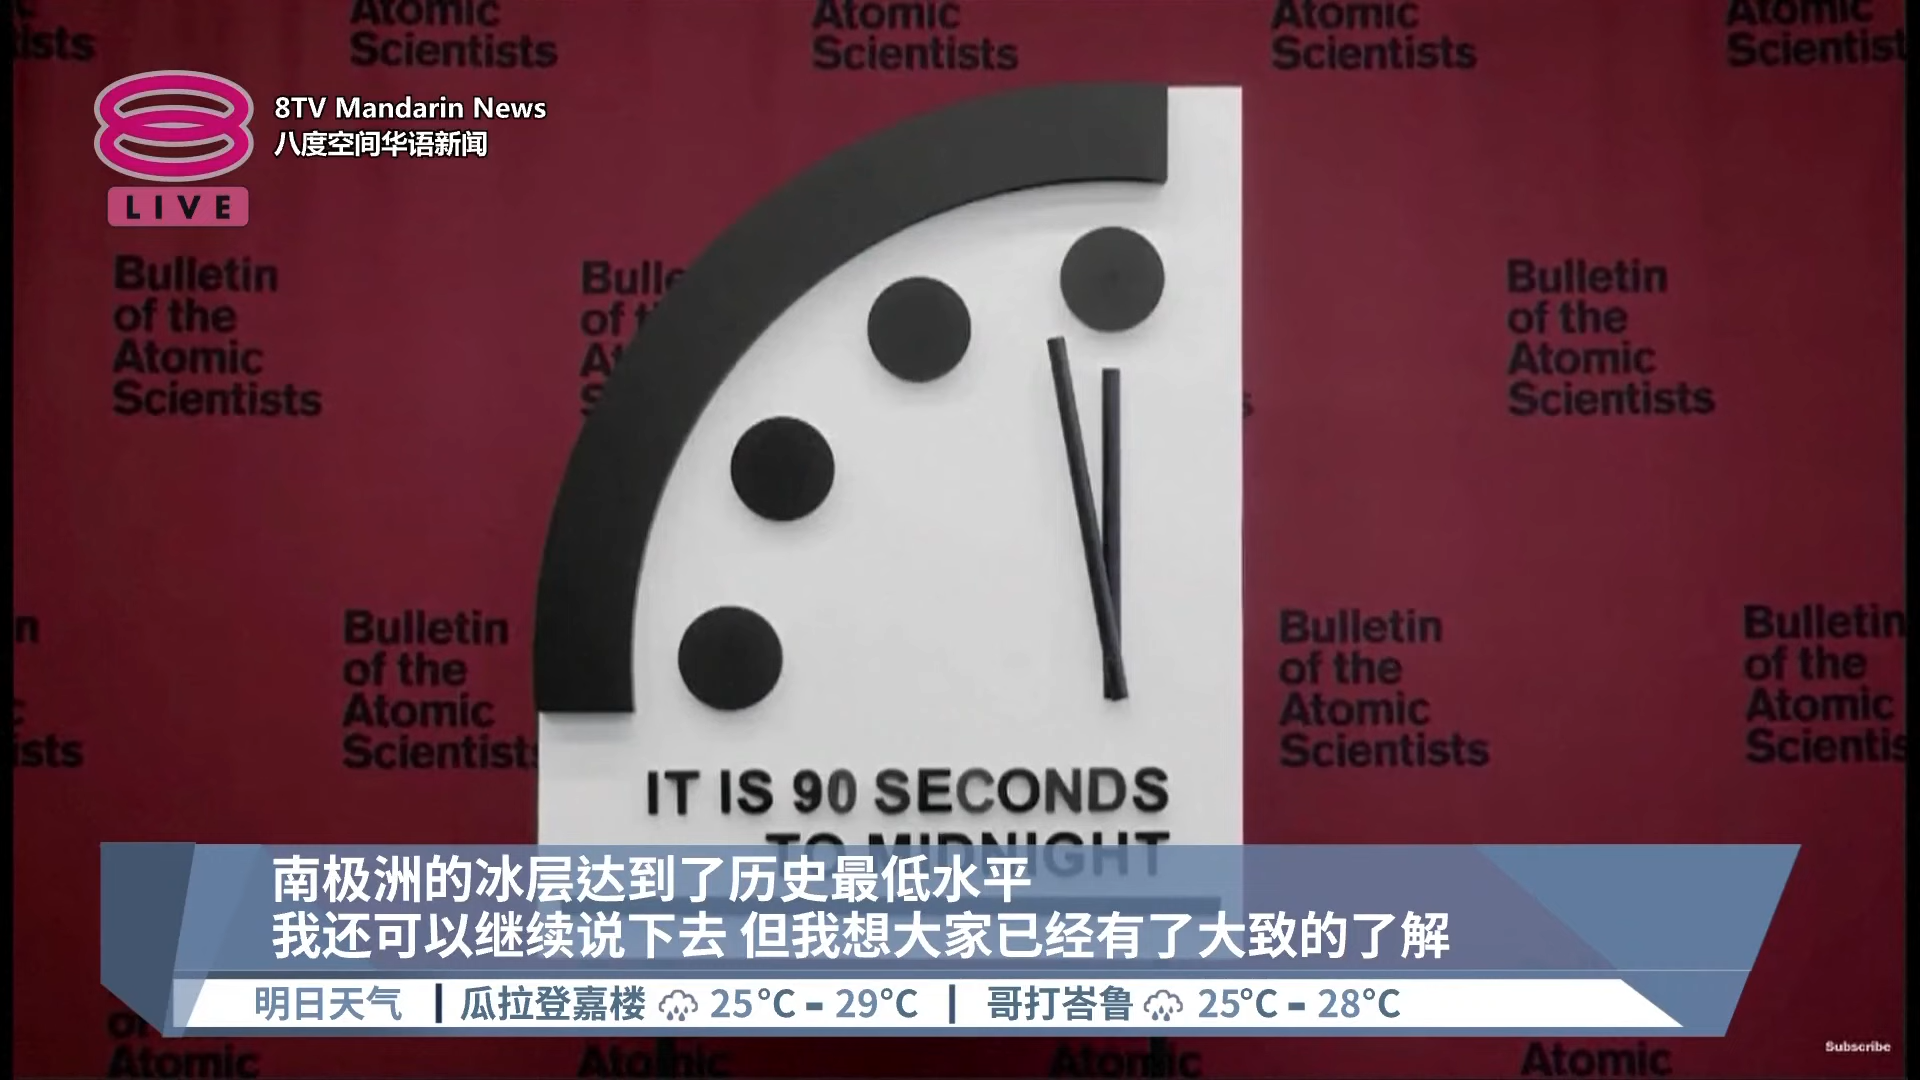 Atomic
Scientists
Atomic
Scientists
Atomic
Scientists
Atomic
Scientist
8TV Mandarin News
八度空间华语新闻
LIVE
Bulletin
of the
Atomic
Scientists
Bulletin
of the
Atomic
Scientists
Bulletin
of the
Atomic
Scientists
Bulletin
of the
Atomic
Scientists
Bulletin
of the
Atomic
IT IS 90 SECONDS
TO MIDNIGHT
南极洲的冰层达到了历史最低水平
我还可以继续说下去 但我想大家已经有了大致的了解
明日天气 | 瓜拉登嘉楼 25°C - 29°C | 哥打峇鲁 25°C - 28°C
Atomic
Atomic
Atomic
Atomic
Subscribe